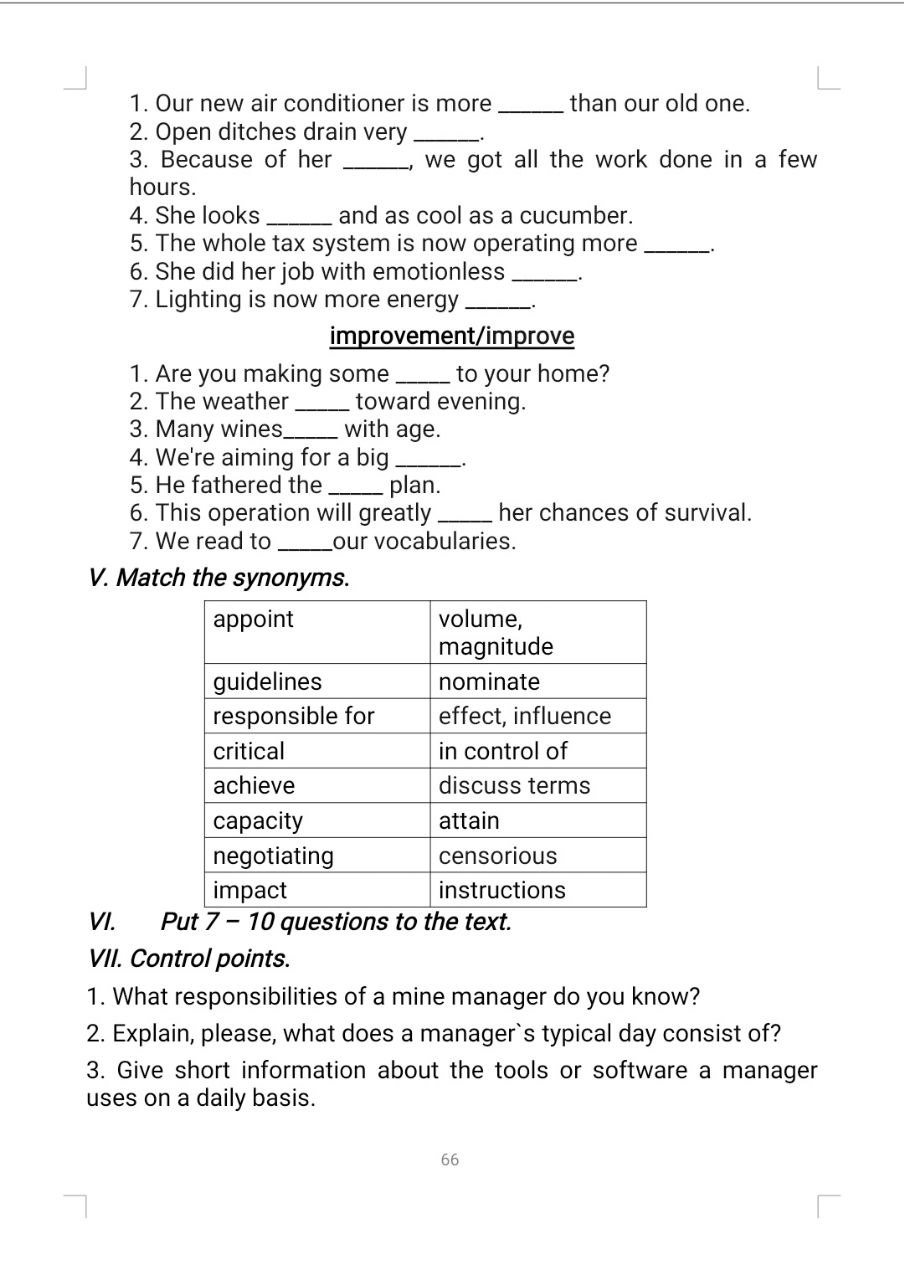 1. Our new air conditioner is more ______ than our old one.
2. Open ditches drain very ______.
3. Because of her ______, we got all the work done in a few
hours.
4. She looks ______ and as cool as a cucumber.
5. The whole tax system is now operating more ______.
6. She did her job with emotionless ______.
7. Lighting is now more energy ______.
improvement/improve
1. Are you making some _____ to your home?
2. The weather _____ toward evening.
3. Many wines_____ with age.
4. We're aiming for a big ______.
5. He fathered the _____ plan.
6. This operation will greatly _____ her chances of survival.
7. We read to _____our vocabularies.
V. Match the synonyms.
appoint volume,
magnitude
guidelines nominate
responsible for effect, influence
critical in control of
achieve discuss terms
capacity attain
negotiating censorious
impact instructions
VI. Put 7 – 10 questions to the text.
VII. Control points.
1. What responsibilities of a mine manager do you know?
2. Explain, please, what does a manager`s typical day consist of?
3. Give short information about the tools or software a manager
uses on a daily basis.
66